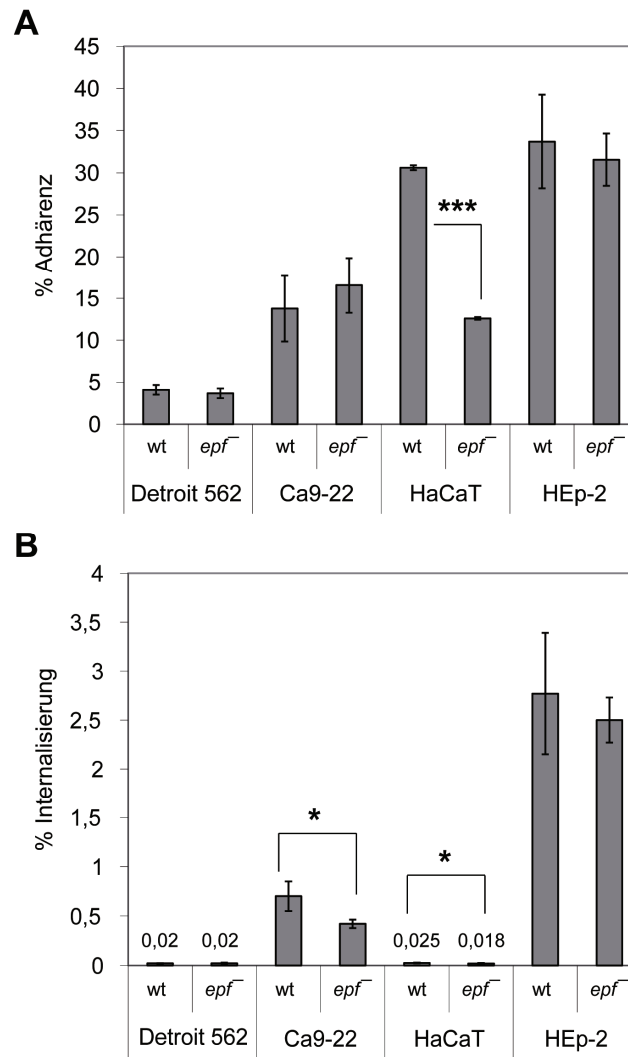 A
45
40
35
30
25
20
15
10
5
0
% Adhärenz
***
wt epf⁻ wt epf⁻ wt epf⁻ wt epf⁻
Detroit 562 Ca9-22 HaCaT HEp-2
B
4
3,5
3
2,5
2
1,5
1
0,5
0
% Internalisierung
* *
0,02 0,02 0,025 0,018
wt epf⁻ wt epf⁻ wt epf⁻ wt epf⁻
Detroit 562 Ca9-22 HaCaT HEp-2